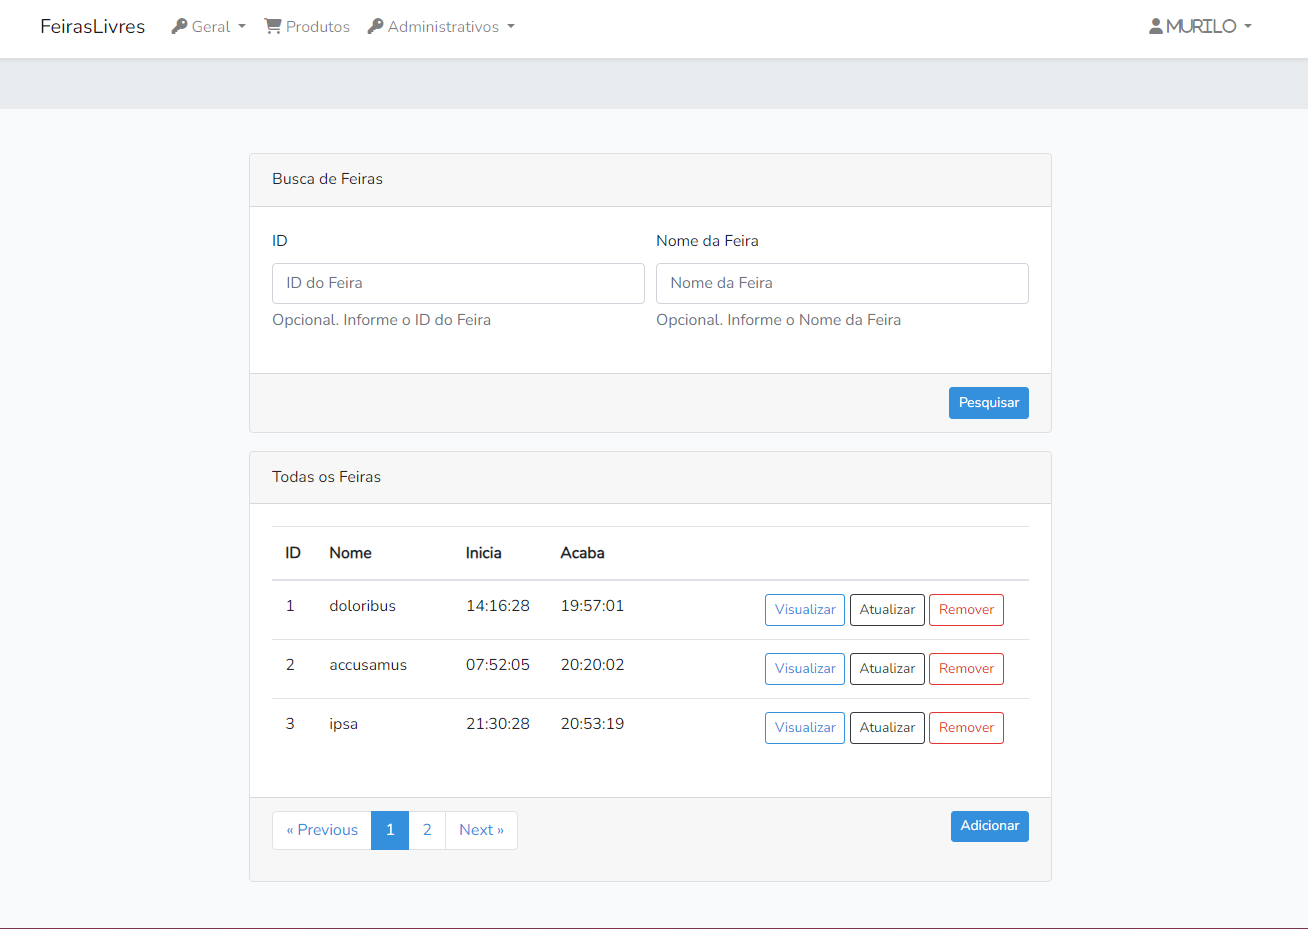 FeirasLivres Geral Produtos Administrativos MURILO
Busca de Feiras
ID Nome da Feira
ID do Feira Nome da Feira
Opcional. Informe o ID do Feira Opcional. Informe o Nome da Feira
Pesquisar
Todas os Feiras
ID Nome Inicia Acaba
1 doloribus 14:16:28 19:57:01 Visualizar Atualizar Remover
2 accusamus 07:52:05 20:20:02 Visualizar Atualizar Remover
3 ipsa 21:30:28 20:53:19 Visualizar Atualizar Remover
« Previous 1 2 Next » Adicionar